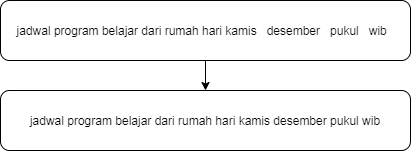 jadwal program belajar dari rumah hari kamis   desember   pukul   wib
jadwal program belajar dari rumah hari kamis desember pukul wib